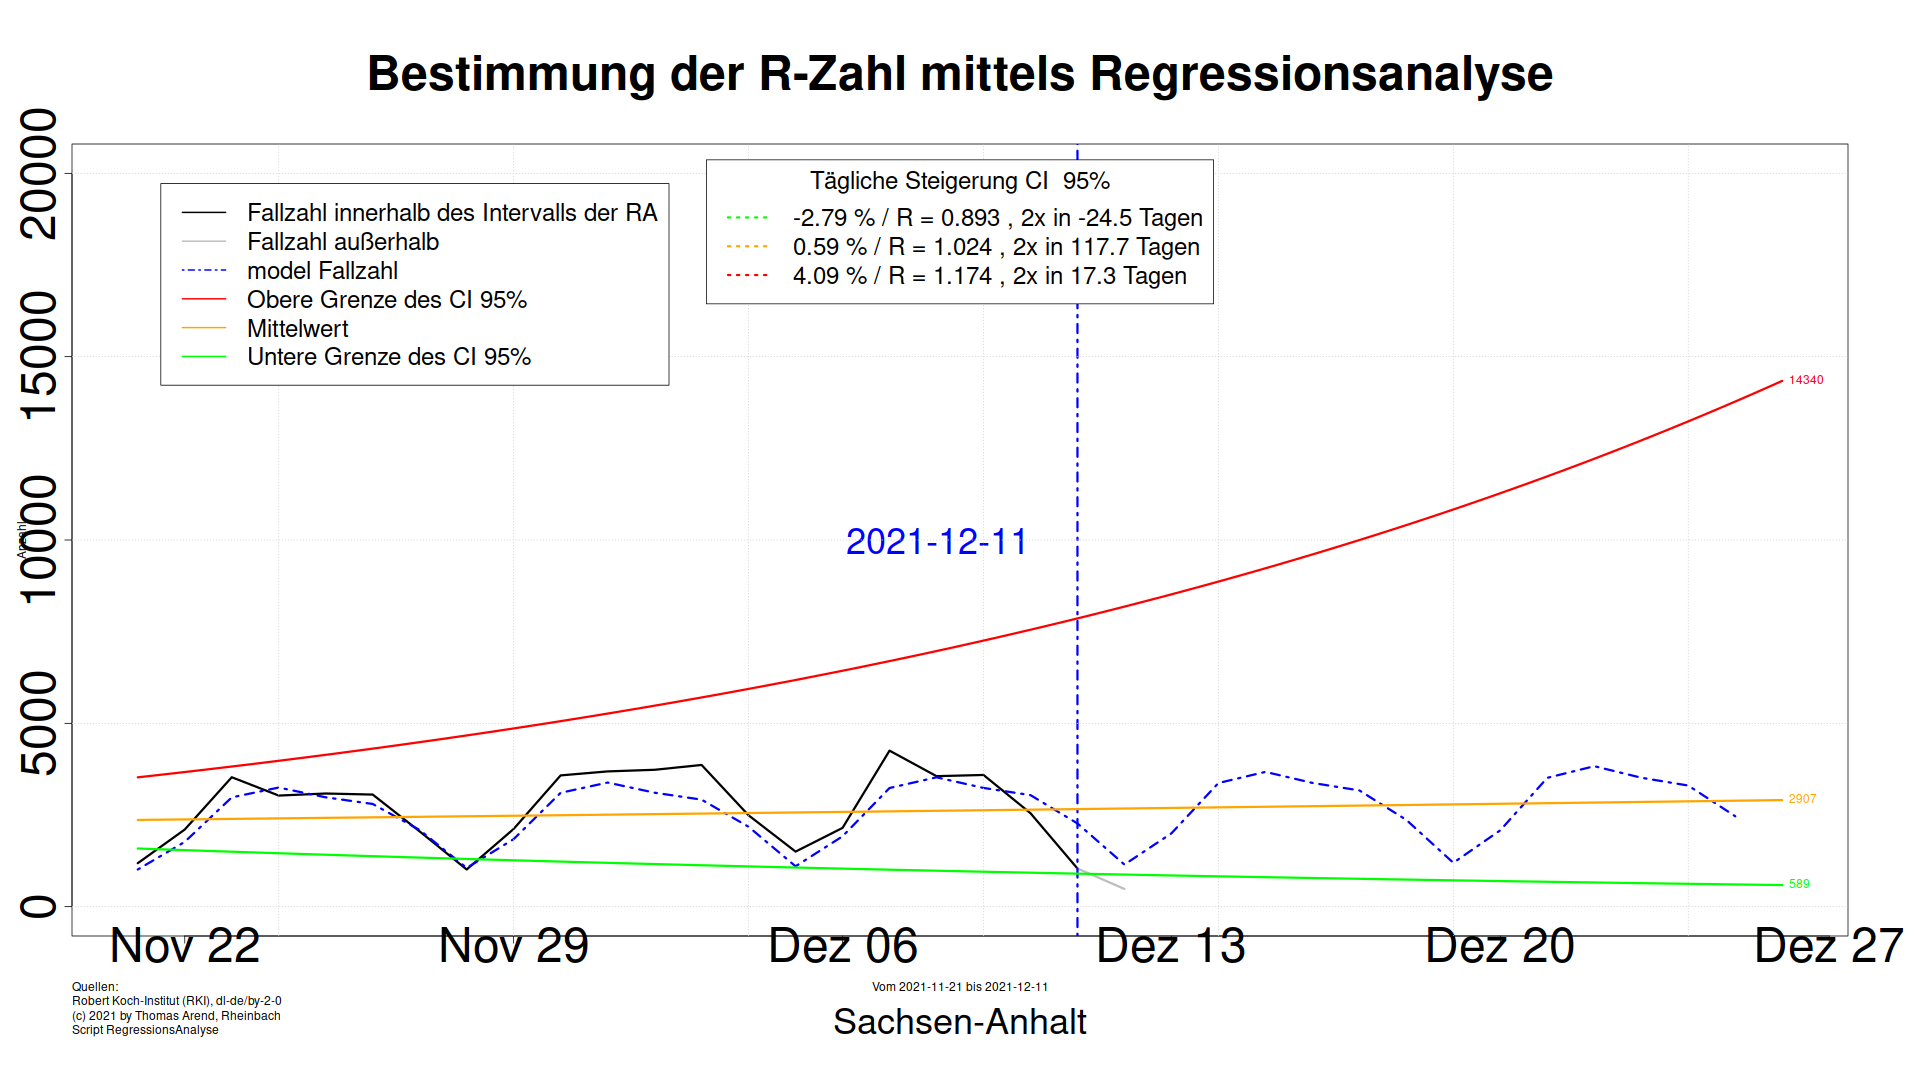 Bestimmung der R-Zahl mittels Regressionsanalyse
20000
15000
10000
5000
0
Anzahl
Fallzahl innerhalb des Intervalls der RA
Fallzahl außerhalb
model Fallzahl
Obere Grenze des CI 95%
Mittelwert
Untere Grenze des CI 95%
Tägliche Steigerung CI 95%
-2.79 % / R = 0.893 , 2x in -24.5 Tagen
0.59 % / R = 1.024 , 2x in 117.7 Tagen
4.09 % / R = 1.174 , 2x in 17.3 Tagen
14340
2021-12-11
2907
589
Nov 22
Nov 29
Dez 06
Dez 13
Dez 20
Dez 27
Quellen:
Robert Koch-Institut (RKI), dl-de/by-2-0
(c) 2021 by Thomas Arend, Rheinbach
Script RegressionsAnalyse
Vom 2021-11-21 bis 2021-12-11
Sachsen-Anhalt